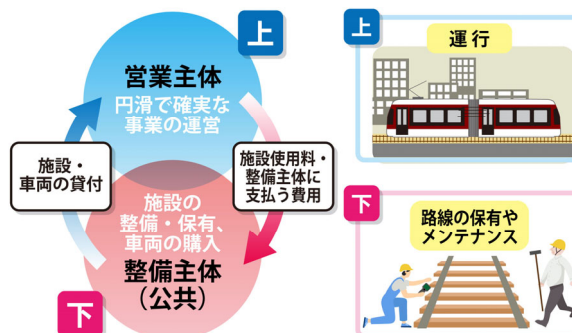 上
営業主体
円滑で確実な
事業の運営
施設・
車両の貸付
施設使用料・
整備主体に
支払う費用
施設の
整備・保有、
車両の購入
整備主体
（公共）
下
上
運行
下
路線の保有や
メンテナンス